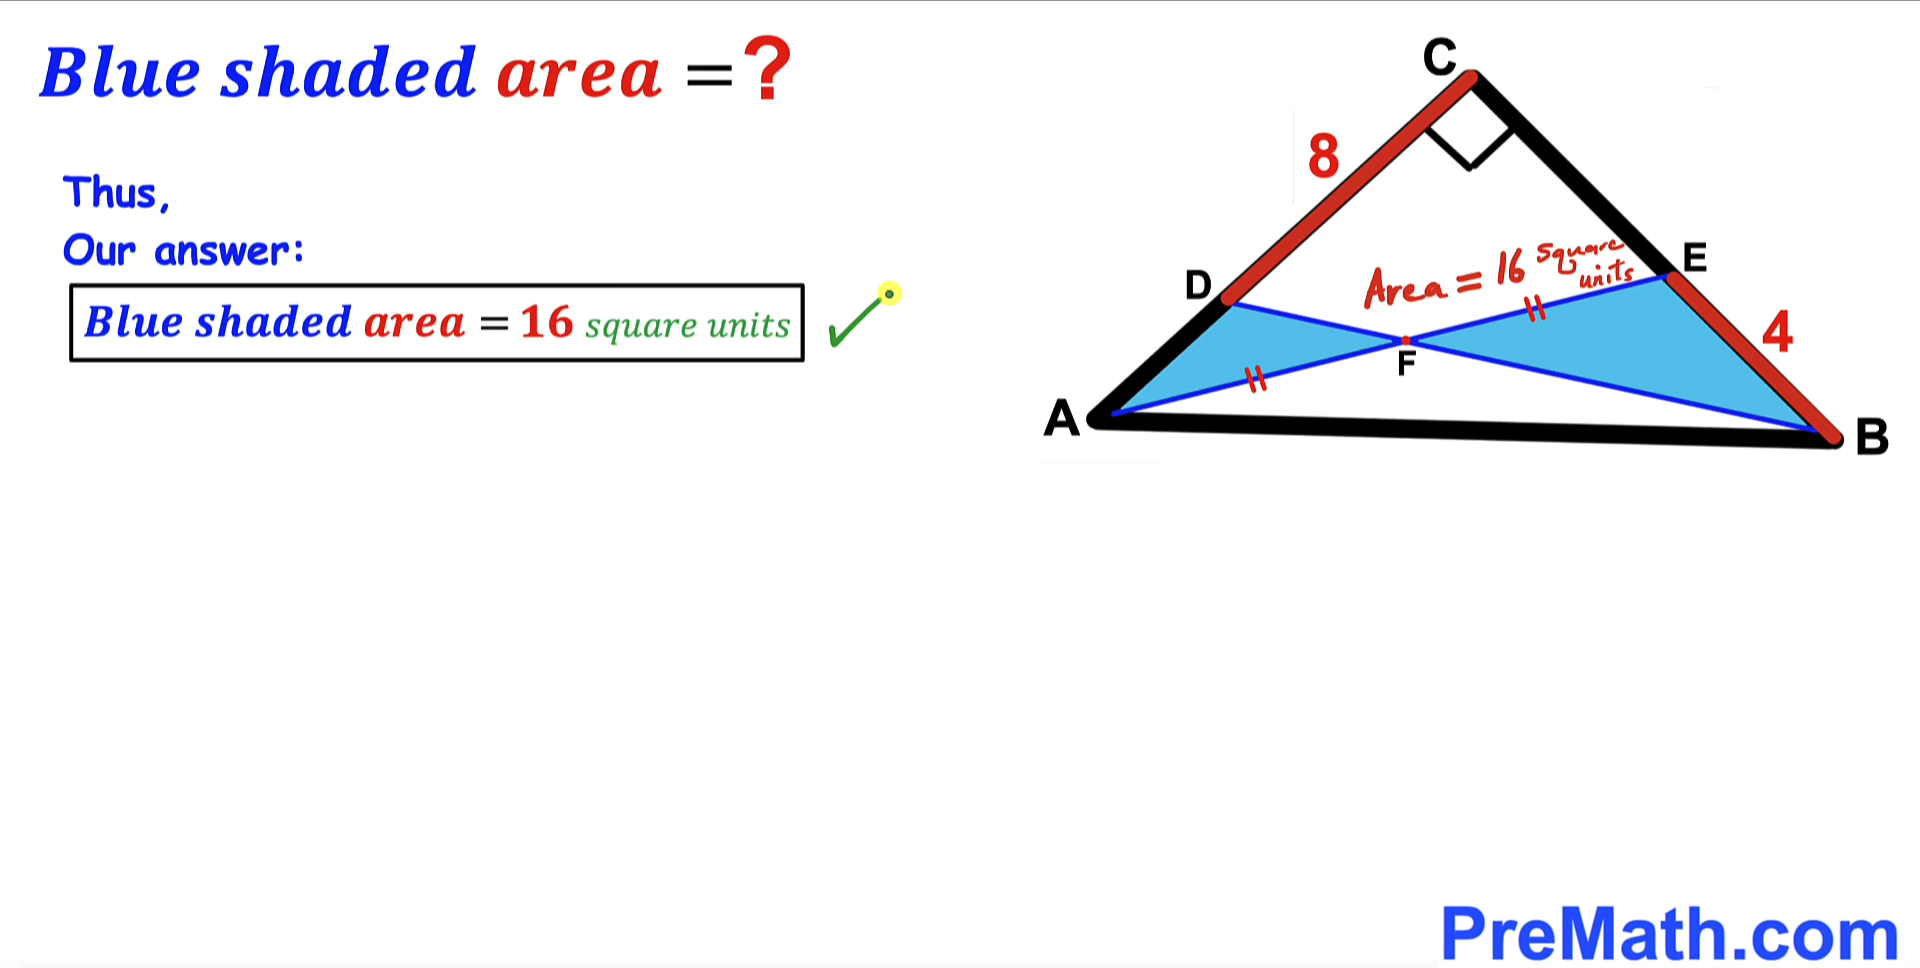 Blue shaded area = ?
Thus,
Our answer:
Blue shaded area = 16 square units
C
8
D
Area = 16 square units
E
4
F
A
B
PreMath.com